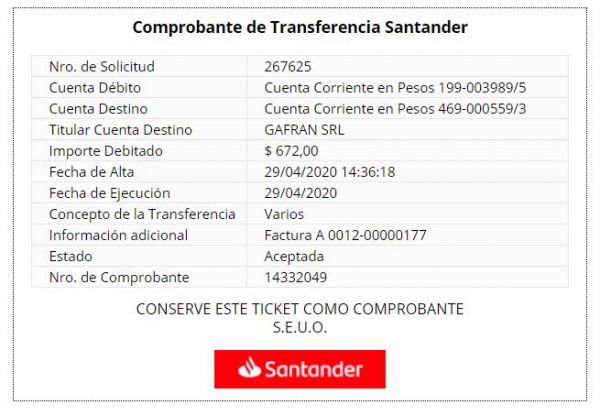 Comprobante de Transferencia Santander
Nro. de Solicitud 267625
Cuenta Débito Cuenta Corriente en Pesos 199-003989/5
Cuenta Destino Cuenta Corriente en Pesos 469-000559/3
Titular Cuenta Destino GAFRAN SRL
Importe Debitado $ 672,00
Fecha de Alta 29/04/2020 14:36:18
Fecha de Ejecución 29/04/2020
Concepto de la Transferencia Varios
Información adicional Factura A 0012-00000177
Estado Aceptada
Nro. de Comprobante 14332049
CONSERVE ESTE TICKET COMO COMPROBANTE
S.E.U.O.
Santander